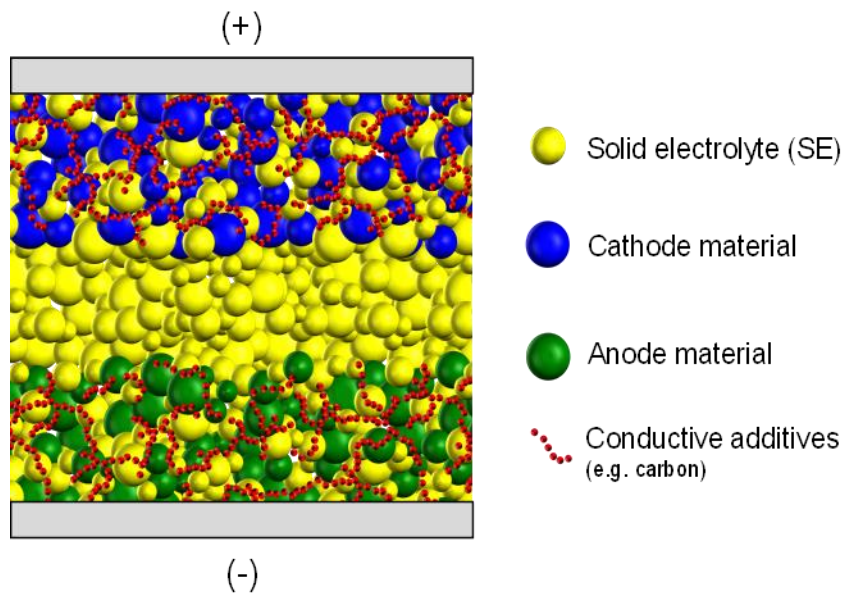 (+)
Solid electrolyte (SE)
Cathode material
Anode material
Conductive additives
(e.g. carbon)
(-)